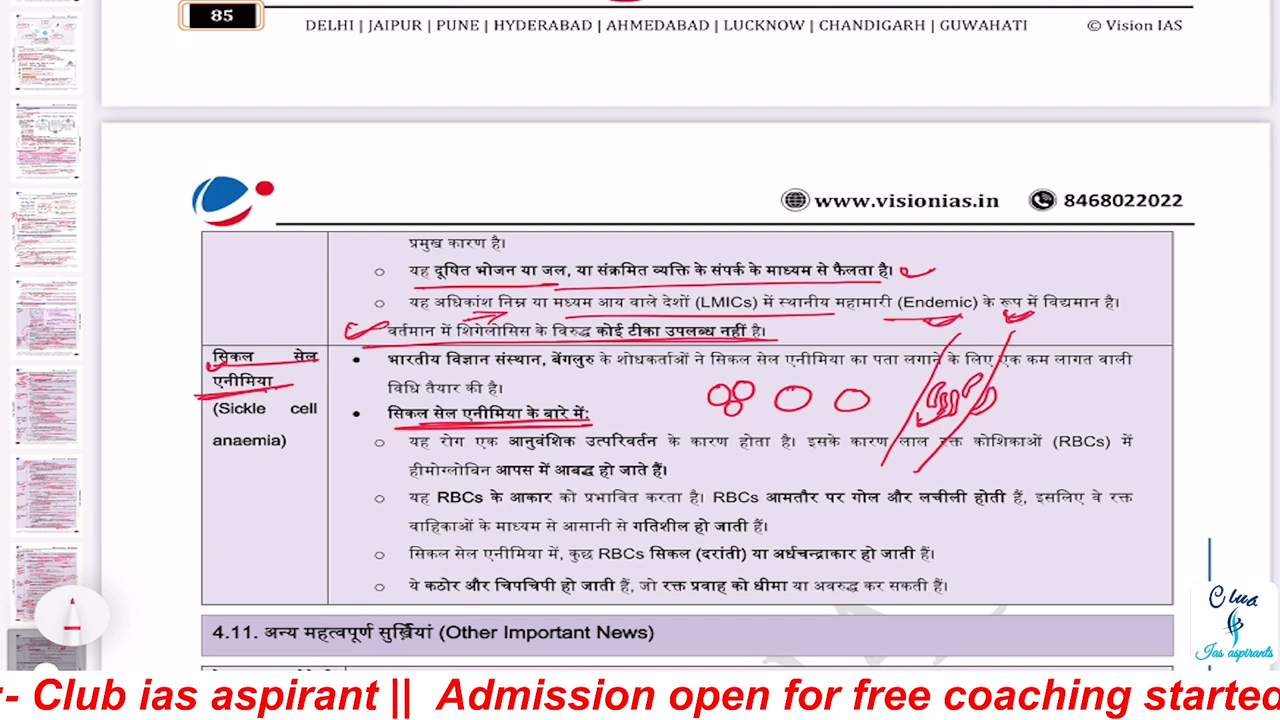 85
DELHI | JAIPUR | PUNE | HYDERABAD | AHMEDABAD | LUCKNOW | CHANDIGARH | GUWAHATI
© Vision IAS
www.visionias.in
8468022022
प्रमुख कारण है।
यह दूषित भोजन या जल, या संक्रमित व्यक्ति के संपर्क के माध्यम से फैलता है।
यह अधिकतर निम्न या मध्यम आय वाले देशों (LMICs) में स्थानीय महामारी (Endemic) के रूप में विद्यमान है।
वर्तमान में शिगेलोसिस के विरुद्ध कोई टीका उपलब्ध नहीं है।
सिकल सेल
एनीमिया
(Sickle cell
anaemia)
• भारतीय विज्ञान संस्थान, बेंगलुरु के शोधकर्ताओं ने सिकल सेल एनीमिया का पता लगाने के लिए एक कम लागत वाली
विधि तैयार की है।
• सिकल सेल एनीमिया के बारे में:
यह रोग एक आनुवंशिक उत्परिवर्तन के कारण होता है। इसके कारण लाल रक्त कोशिकाओं (RBCs) में
हीमोग्लोबिन आपस में आबद्ध हो जाते हैं।
यह RBCs के आकार को प्रभावित करता है। RBCs आमतौर पर गोल और लचीली होती हैं, इसलिए वे रक्त
वाहिकाओं माध्यम से आसानी से गतिशील हो जाती हैं।
सिकल सेल एनीमिया में, कुछ RBCs सिकल (दरांती) अर्धचन्द्राकार हो जाती हैं।
ये कठोर चिपचिपी हो जाती हैं, जो रक्त प्रवाह को धीमा या अवरुद्ध कर सकती हैं।
4.11. अन्य महत्वपूर्ण सुर्ख़ियां (Other Important News)
Club
Ias aspirants
- Club ias aspirant || Admission open for free coaching started